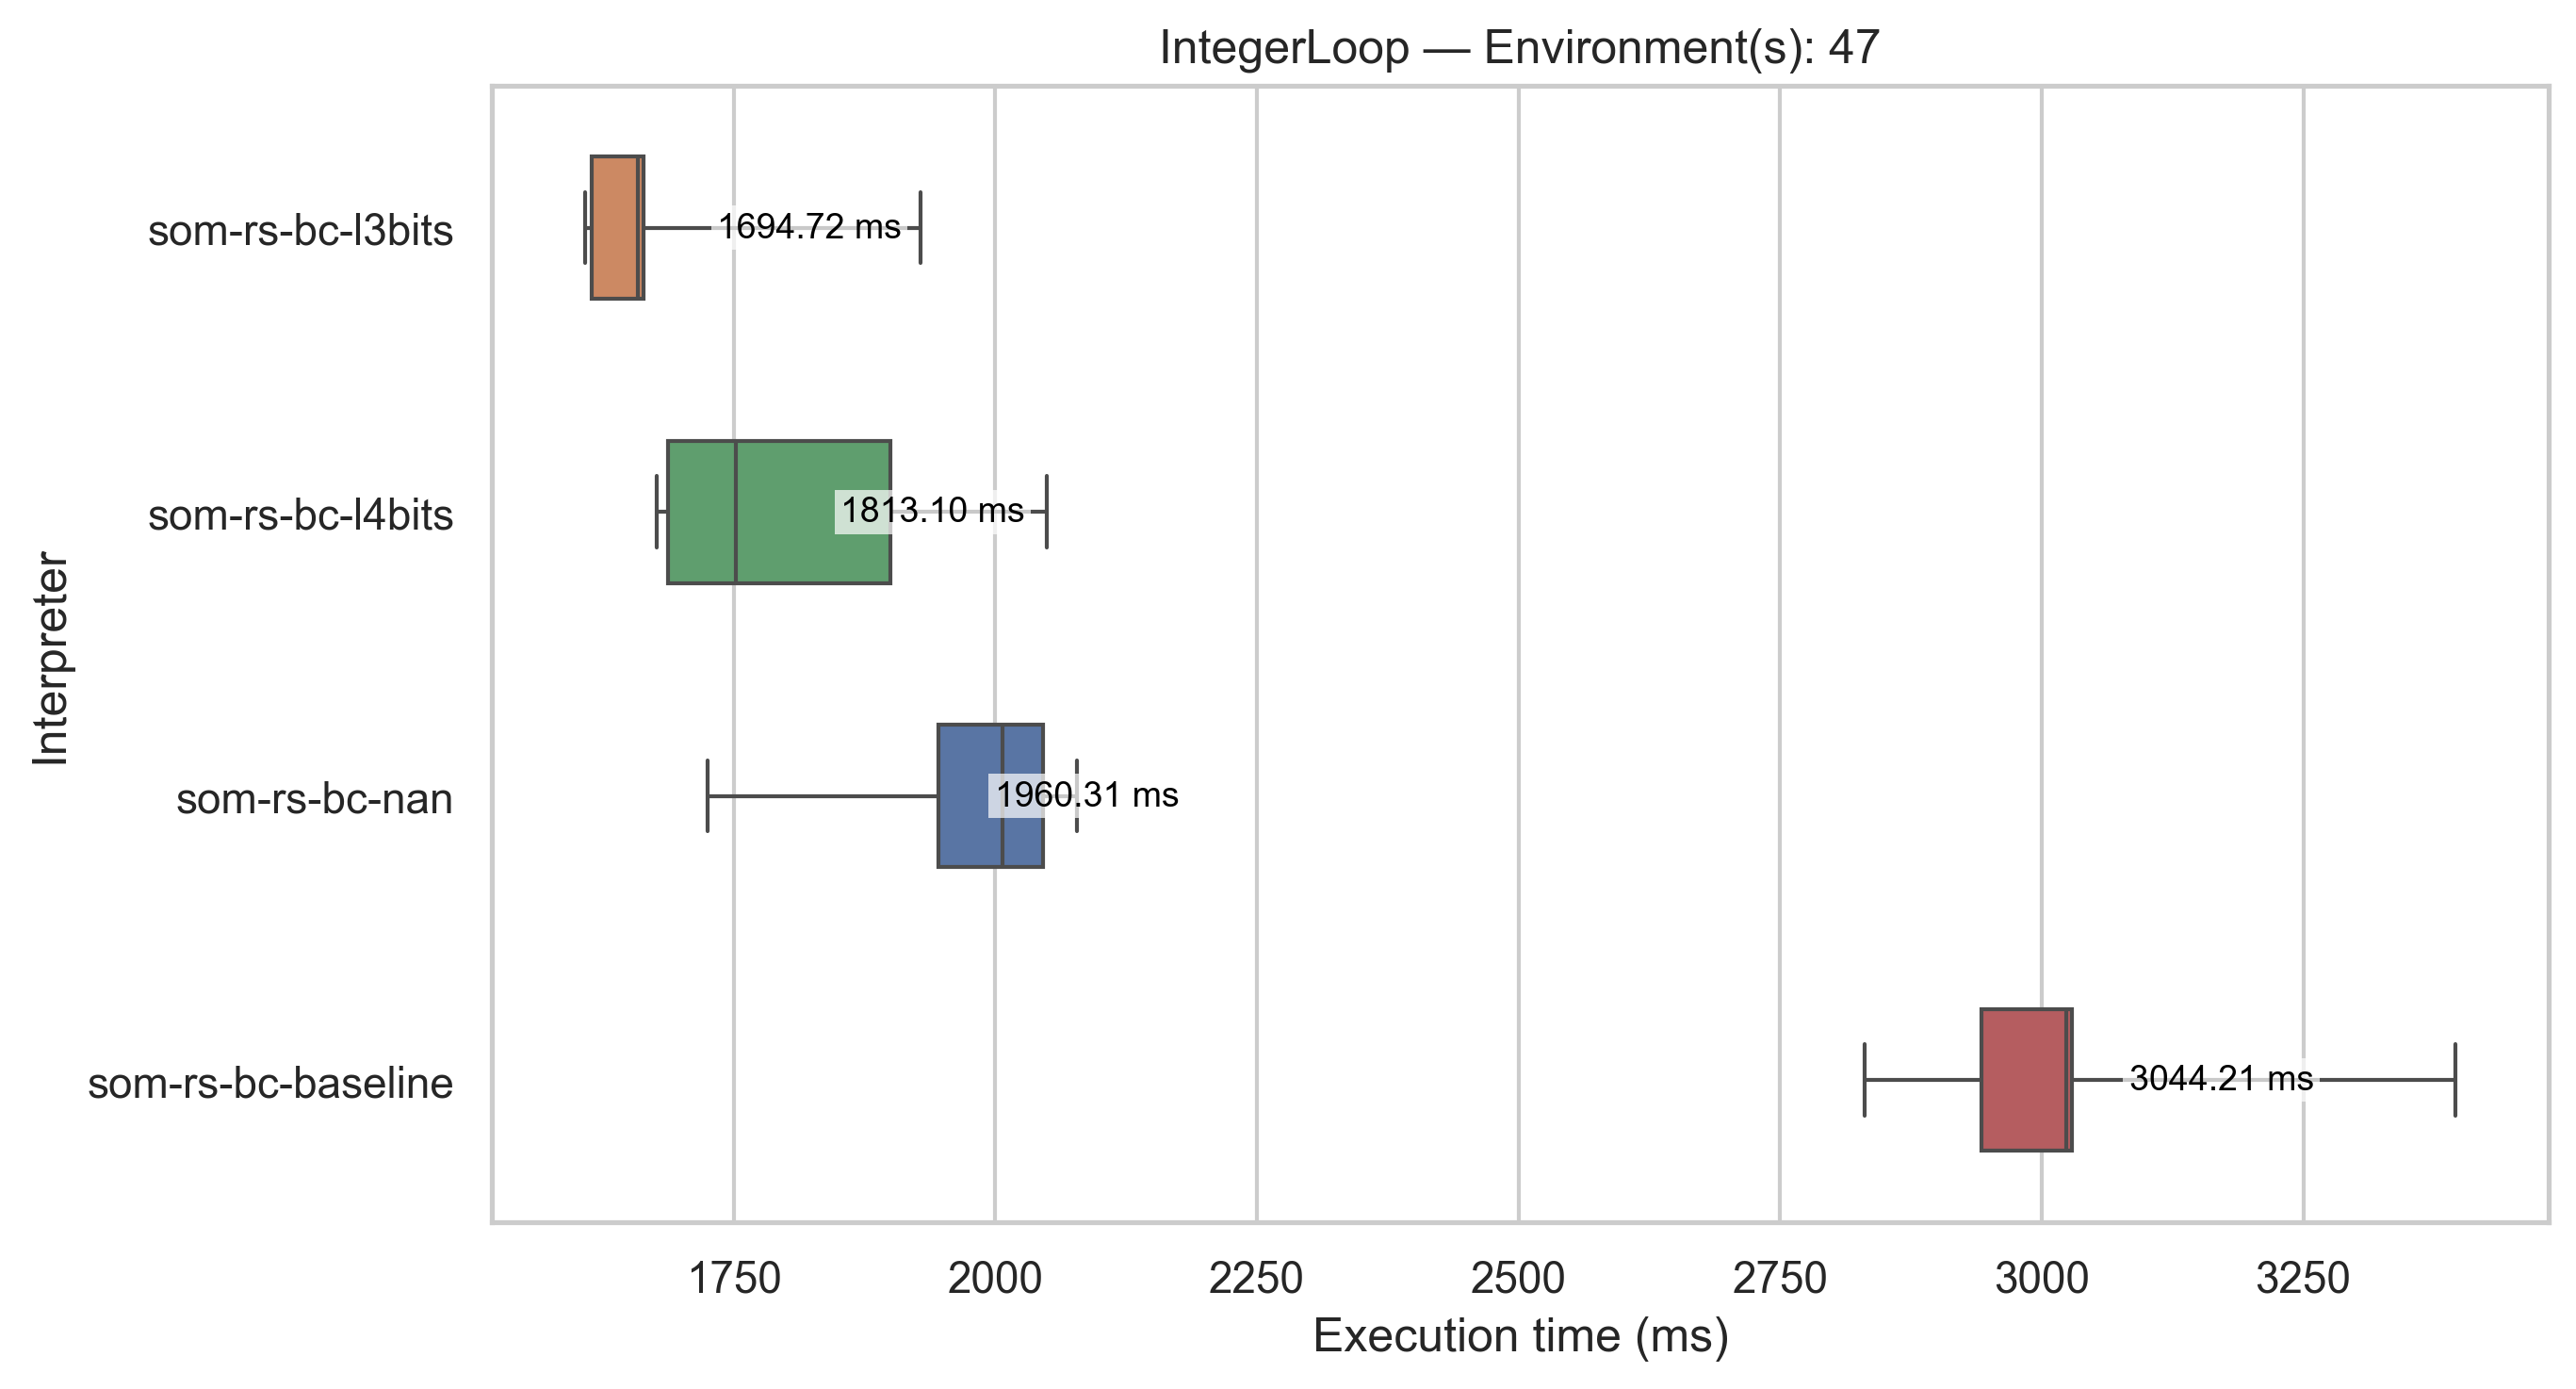 IntegerLoop — Environment(s): 47
som-rs-bc-l3bits
1694.72 ms
som-rs-bc-l4bits
1813.10 ms
Interpreter
som-rs-bc-nan
1960.31 ms
som-rs-bc-baseline
3044.21 ms
1750 2000 2250 2500 2750 3000 3250
Execution time (ms)